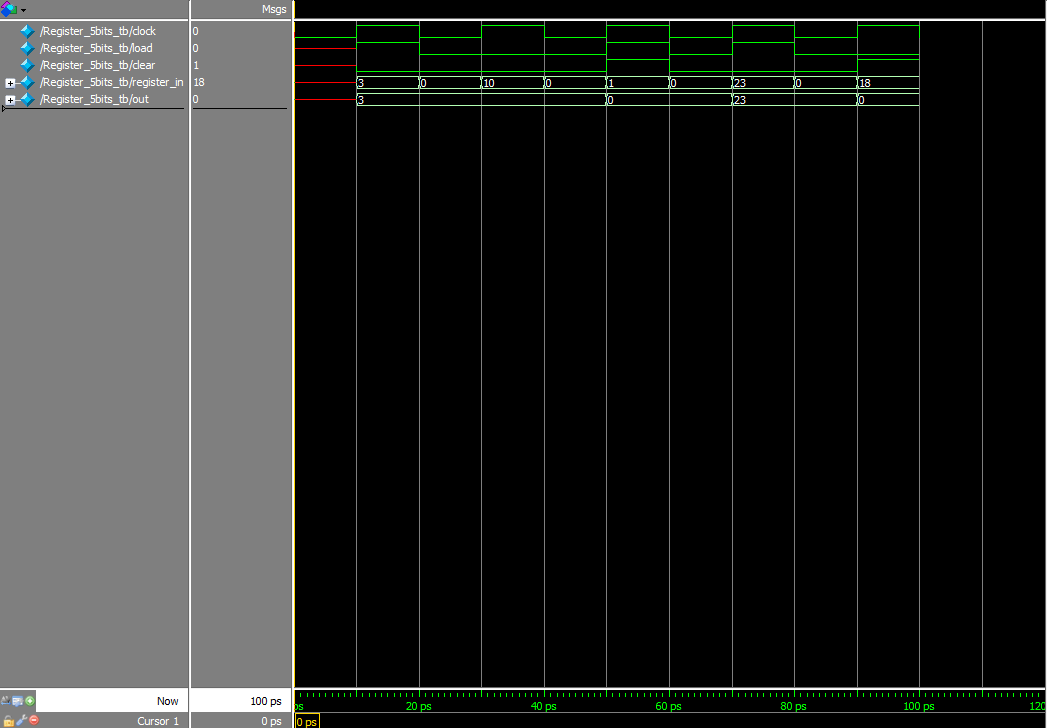 Msgs
/Register_5bits_tb/clock 0
/Register_5bits_tb/load 0
/Register_5bits_tb/clear 1
/Register_5bits_tb/register_in 18 3 0 10 0 1 0 23 0 18
/Register_5bits_tb/out 0 3 0 23 0
Now 100 ps ps 20 ps 40 ps 60 ps 80 ps 100 ps 120
Cursor 1 0 ps 0 ps